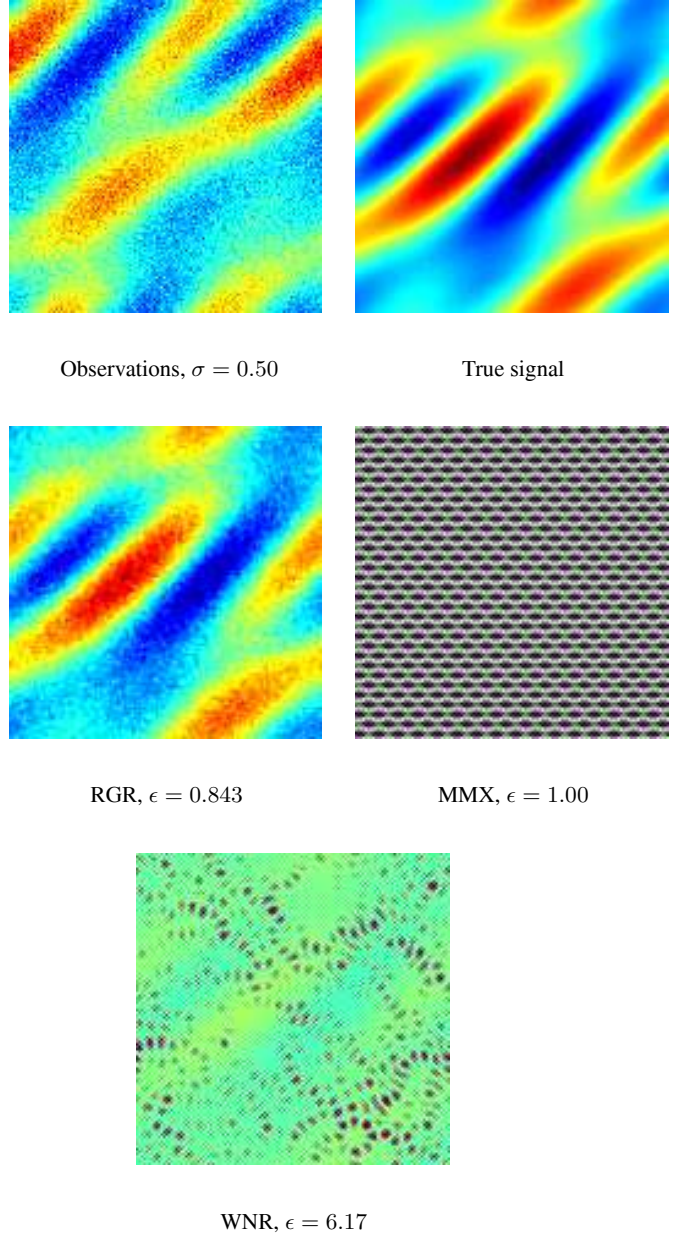 Observations, σ = 0.50
True signal
RGR, ϵ = 0.843
MMX, ϵ = 1.00
WNR, ϵ = 6.17